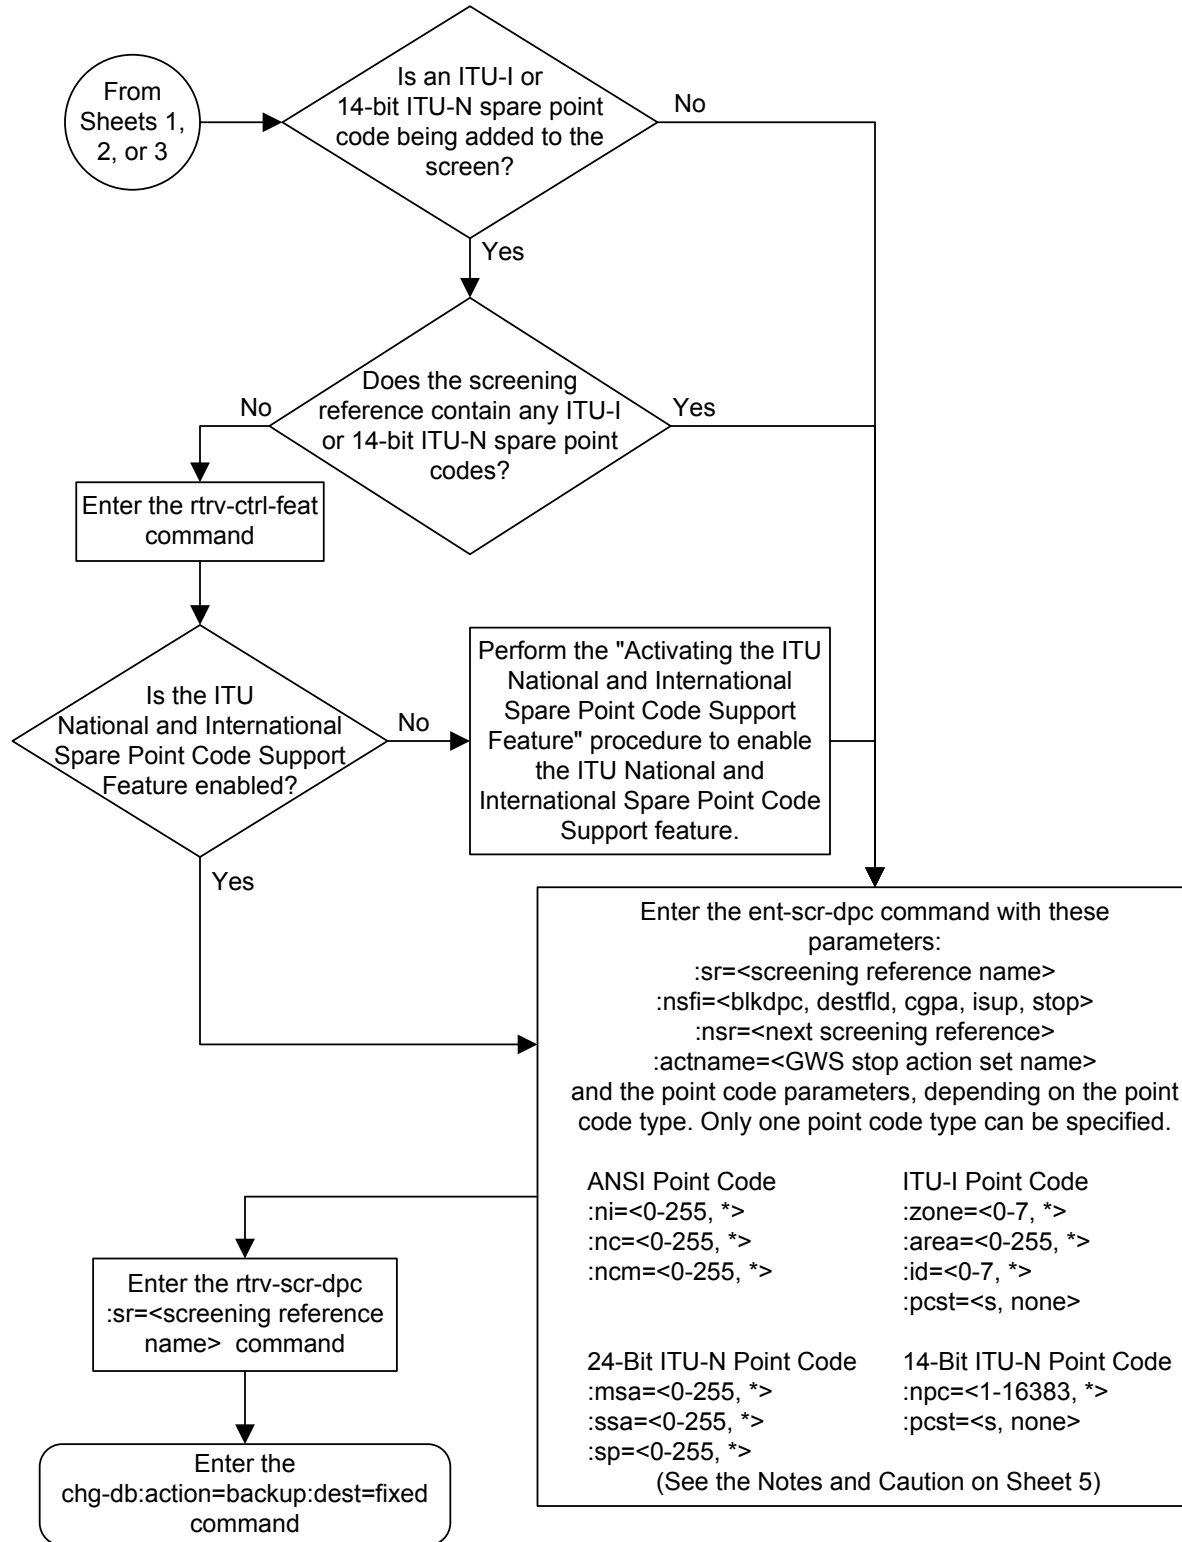 From
Sheets 1,
2, or 3
Is an ITU-I or
14-bit ITU-N spare point
code being added to the
screen?
No
Yes
Does the screening
reference contain any ITU-I
or 14-bit ITU-N spare point
codes?
No
Yes
Enter the rtrv-ctrl-feat
command
Is the ITU
National and International
Spare Point Code Support
Feature enabled?
No
Yes
Perform the "Activating the ITU
National and International
Spare Point Code Support
Feature" procedure to enable
the ITU National and
International Spare Point Code
Support feature.
Enter the ent-scr-dpc command with these
parameters:
:sr=<screening reference name>
:nsfi=<blkdpc, destfld, cgpa, isup, stop>
:nsr=<next screening reference>
:actname=<GWS stop action set name>
and the point code parameters, depending on the point
code type. Only one point code type can be specified.
ANSI Point Code
:ni=<0-255, *>
:nc=<0-255, *>
:ncm=<0-255, *>
ITU-I Point Code
:zone=<0-7, *>
:area=<0-255, *>
:id=<0-7, *>
:pcst=<s, none>
24-Bit ITU-N Point Code
:msa=<0-255, *>
:ssa=<0-255, *>
:sp=<0-255, *>
14-Bit ITU-N Point Code
:npc=<1-16383, *>
:pcst=<s, none>
(See the Notes and Caution on Sheet 5)
Enter the rtrv-scr-dpc
:sr=<screening reference
name> command
Enter the
chg-db:action=backup:dest=fixed
command